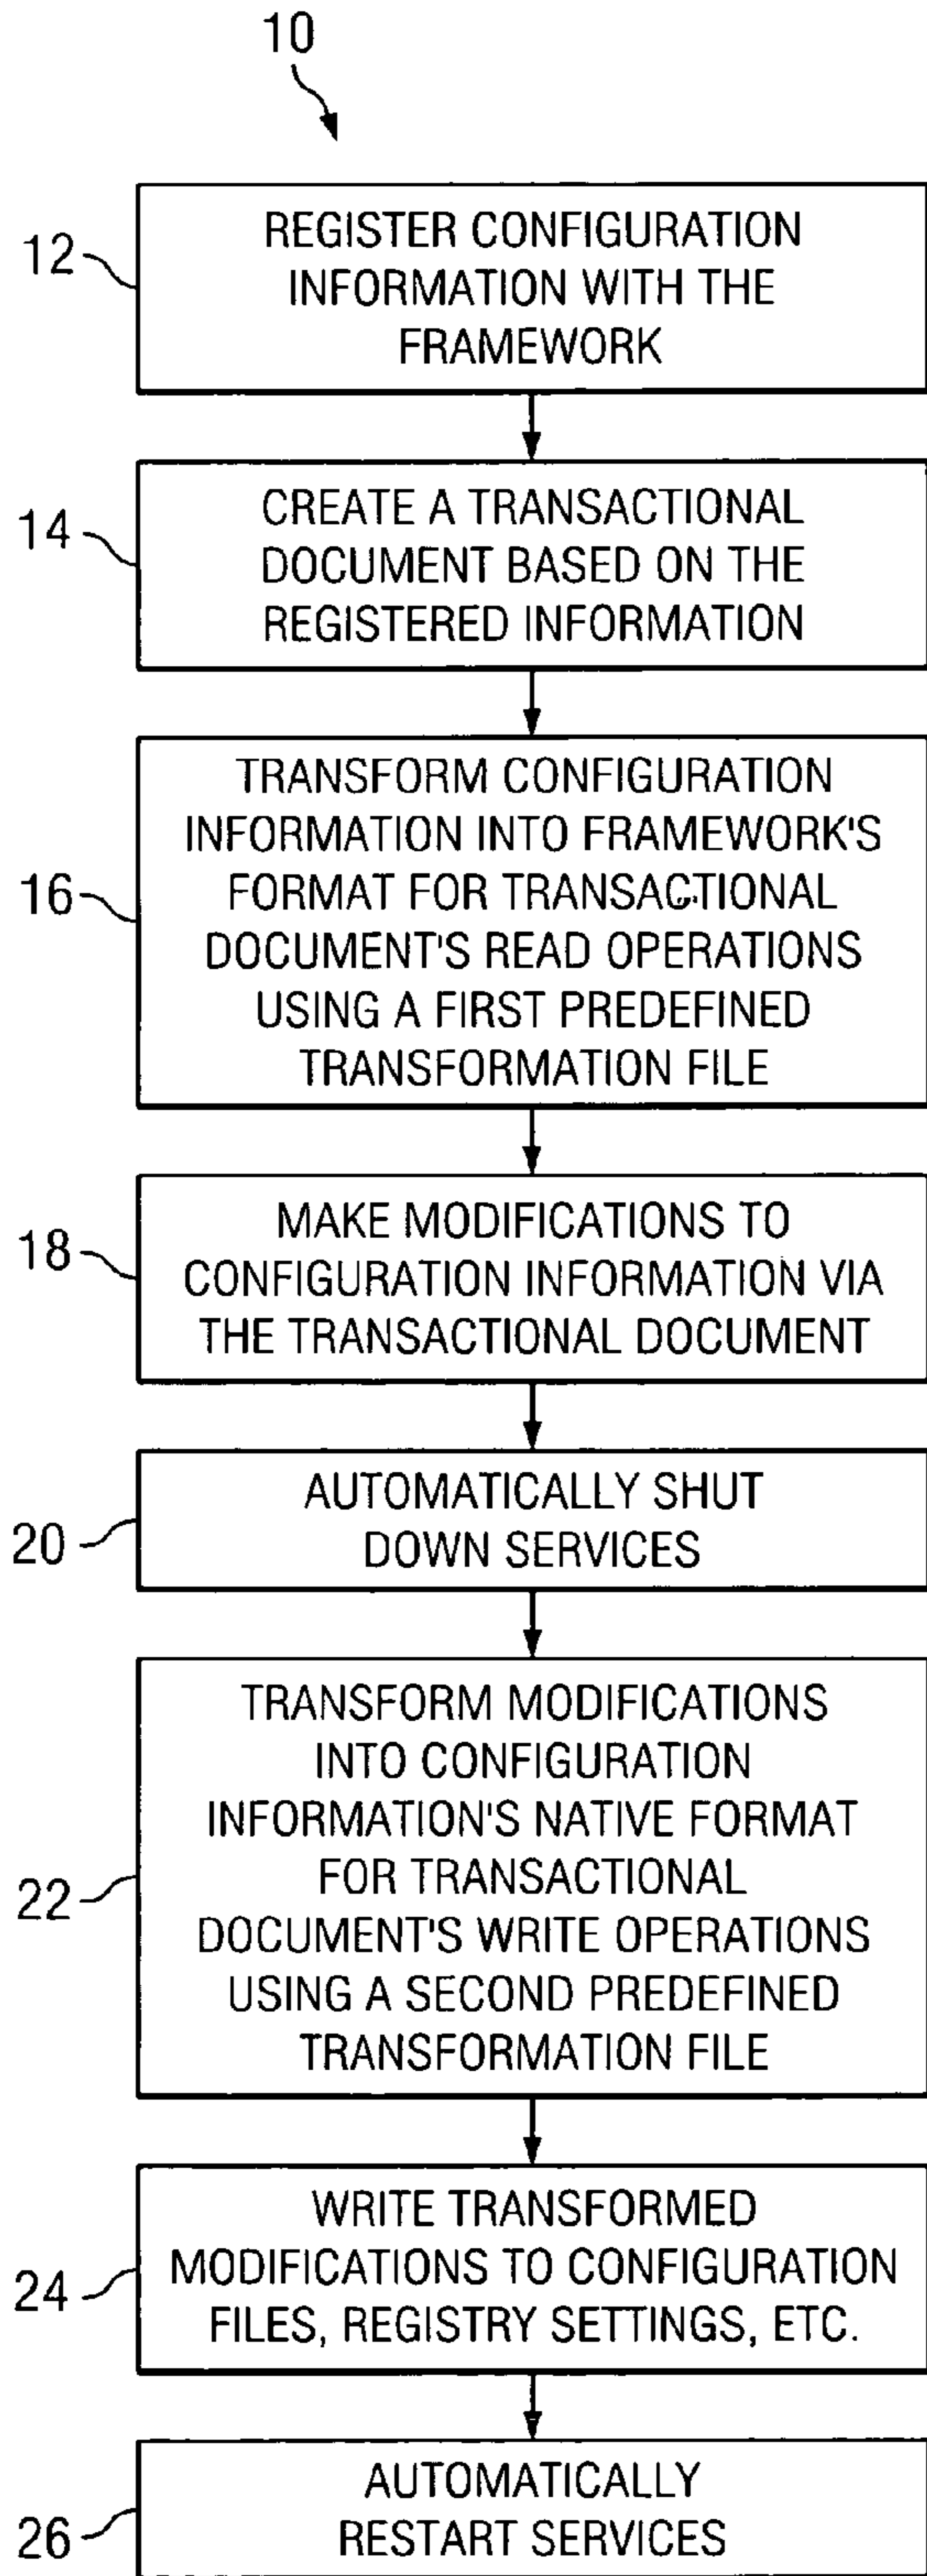 10
12
REGISTER CONFIGURATION
INFORMATION WITH THE
FRAMEWORK
14
CREATE A TRANSACTIONAL
DOCUMENT BASED ON THE
REGISTERED INFORMATION
16
TRANSFORM CONFIGURATION
INFORMATION INTO FRAMEWORK'S
FORMAT FOR TRANSACTIONAL
DOCUMENT'S READ OPERATIONS
USING A FIRST PREDEFINED
TRANSFORMATION FILE
18
MAKE MODIFICATIONS TO
CONFIGURATION INFORMATION VIA
THE TRANSACTIONAL DOCUMENT
20
AUTOMATICALLY SHUT
DOWN SERVICES
22
TRANSFORM MODIFICATIONS
INTO CONFIGURATION
INFORMATION'S NATIVE FORMAT
FOR TRANSACTIONAL
DOCUMENT'S WRITE OPERATIONS
USING A SECOND PREDEFINED
TRANSFORMATION FILE
24
WRITE TRANSFORMED
MODIFICATIONS TO CONFIGURATION
FILES, REGISTRY SETTINGS, ETC.
26
AUTOMATICALLY
RESTART SERVICES